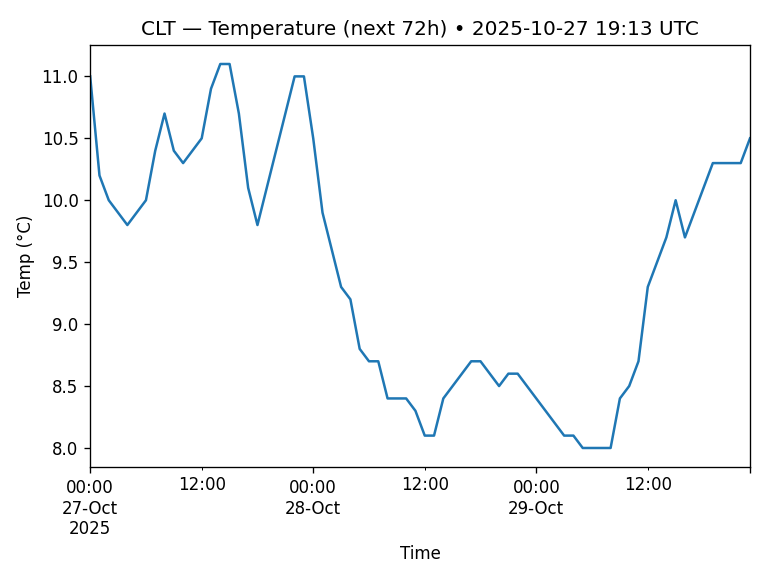 CLT — Temperature (next 72h) • 2025-10-27 19:13 UTC
Temp (°C)
11.0
10.5
10.0
9.5
9.0
8.5
8.0
00:00 12:00 00:00 12:00 00:00 12:00
27-Oct 28-Oct 29-Oct
2025
Time